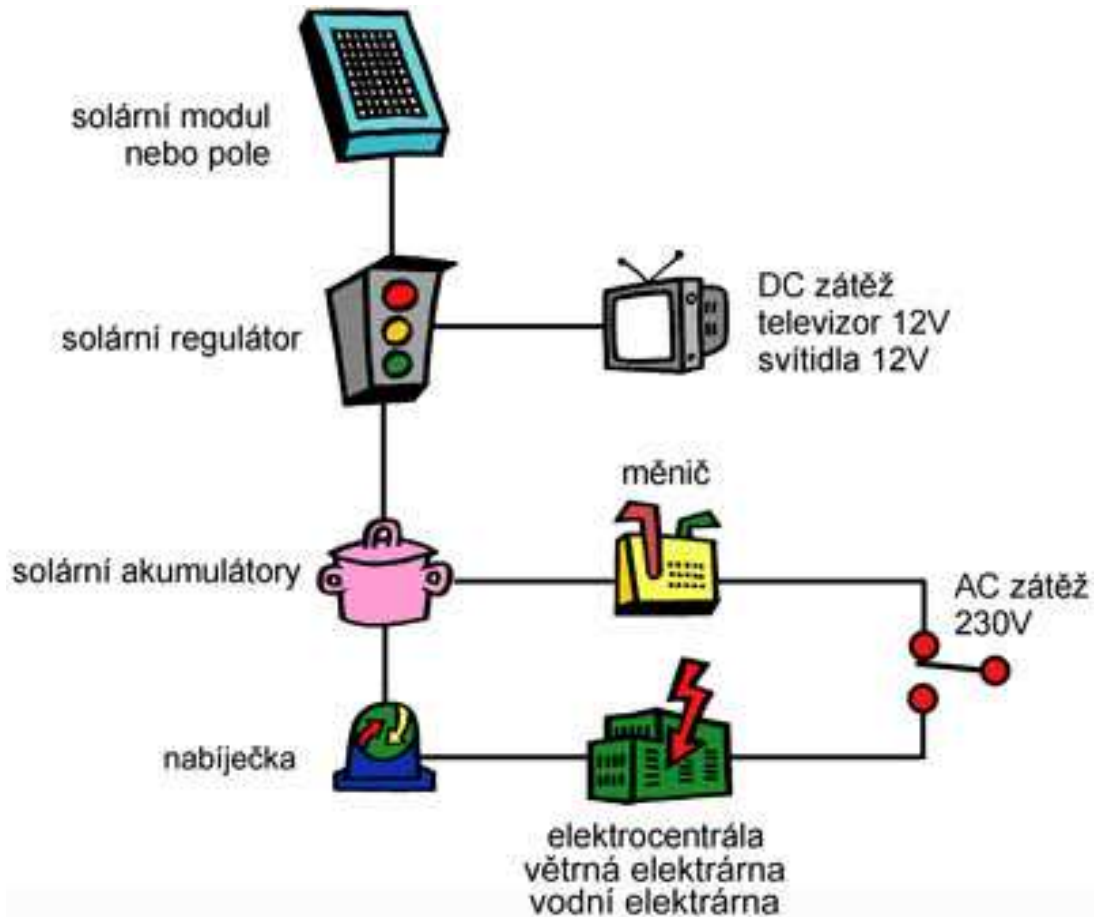 solární modul
nebo pole
solární regulátor
DC zátěž
televizor 12V
svítidla 12V
měnič
solární akumulátory
AC zátěž
230V
nabíječka
elektrocentrála
větrná elektrárna
vodní elektrárna